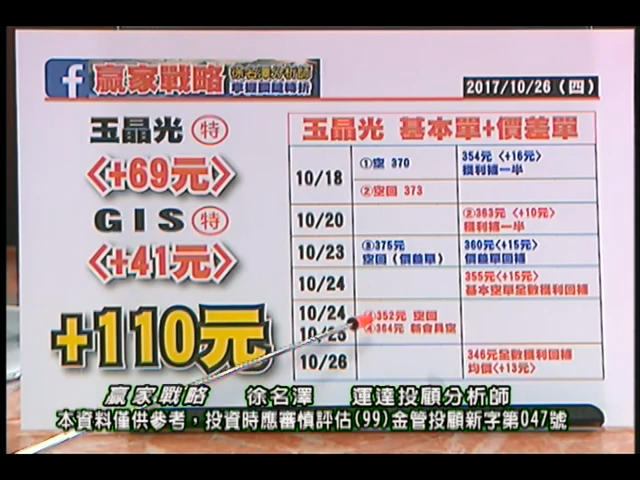 f 贏家戰略 徐名澤分析師 掌握關鍵轉折
2017/10/26 (四)
玉晶光 特
〈+69元〉
GIS 特
〈+41元〉
+110元
玉晶光 基本單+價差單
10/18 ①空 370 354元 〈+16元〉 獲利補一半
②空回 373
10/20 ②363元 〈+10元〉 獲利補一半
10/23 ③375元 空回 (價差單) 360元〈+15元〉 價差單回補
10/24 355元〈+15元〉 基本空單全數獲利回補
10/24 352元 空回
10/25 ④364元 新會員空
10/26 346元全數獲利回補 均價〈+13元〉
贏家戰略 徐名澤 運達投顧分析師
本資料僅供參考，投資時應審慎評估(99)金管投顧新字第047號